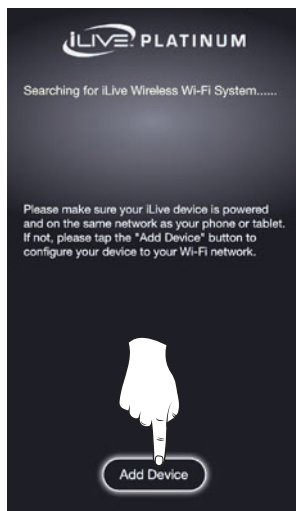 iLIVE PLATINUM
Searching for iLive Wireless Wi-Fi System......
Please make sure your iLive device is powered
and on the same network as your phone or tablet.
If not, please tap the "Add Device" button to
configure your device to your Wi-Fi network.
Add Device